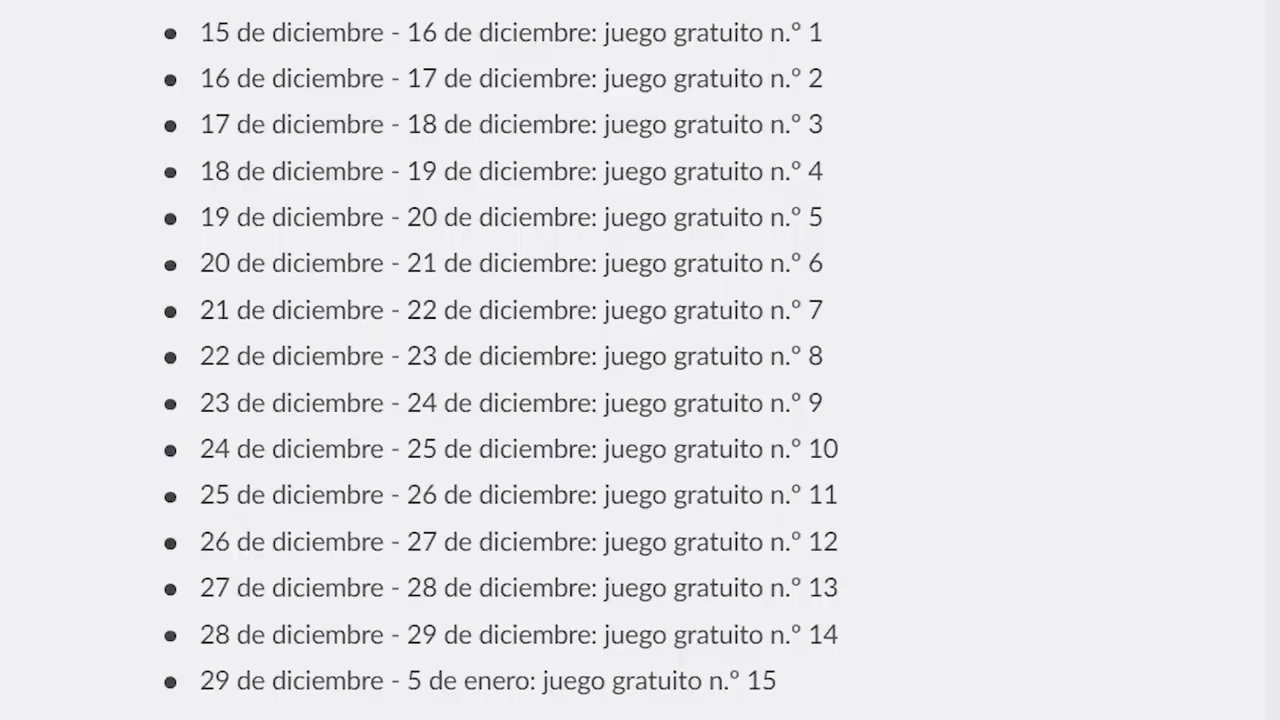 • 15 de diciembre - 16 de diciembre: juego gratuito n.º 1
• 16 de diciembre - 17 de diciembre: juego gratuito n.º 2
• 17 de diciembre - 18 de diciembre: juego gratuito n.º 3
• 18 de diciembre - 19 de diciembre: juego gratuito n.º 4
• 19 de diciembre - 20 de diciembre: juego gratuito n.º 5
• 20 de diciembre - 21 de diciembre: juego gratuito n.º 6
• 21 de diciembre - 22 de diciembre: juego gratuito n.º 7
• 22 de diciembre - 23 de diciembre: juego gratuito n.º 8
• 23 de diciembre - 24 de diciembre: juego gratuito n.º 9
• 24 de diciembre - 25 de diciembre: juego gratuito n.º 10
• 25 de diciembre - 26 de diciembre: juego gratuito n.º 11
• 26 de diciembre - 27 de diciembre: juego gratuito n.º 12
• 27 de diciembre - 28 de diciembre: juego gratuito n.º 13
• 28 de diciembre - 29 de diciembre: juego gratuito n.º 14
• 29 de diciembre - 5 de enero: juego gratuito n.º 15